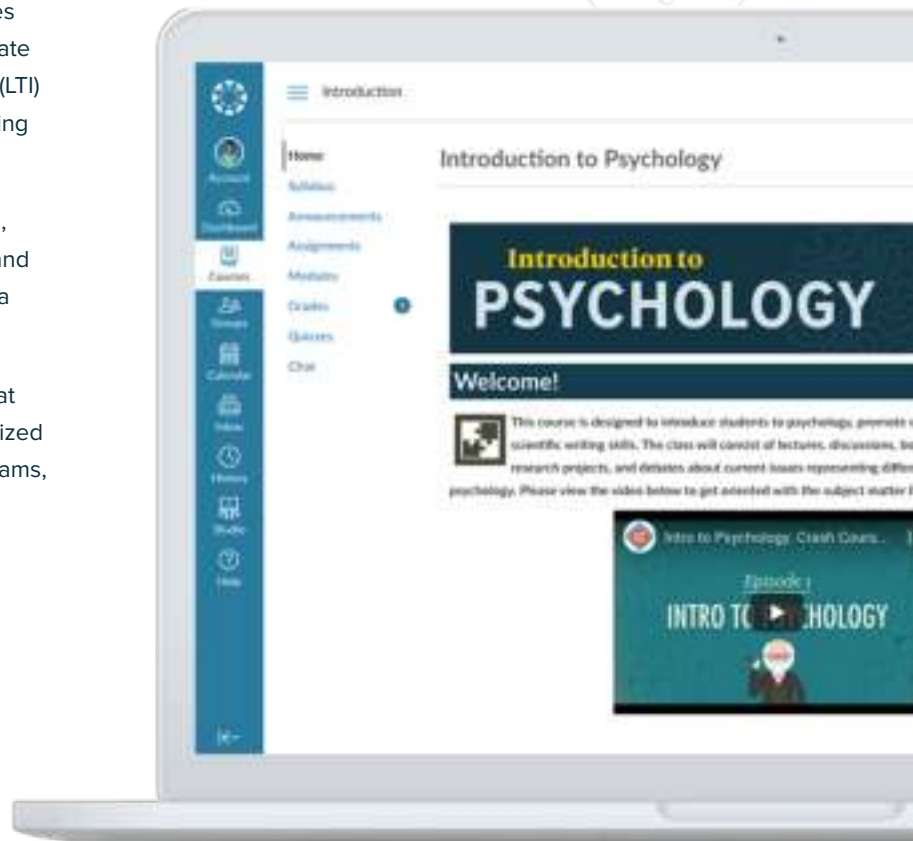 es
ate
(LTI)
ing
,
and
a
at
ized
ams,
Introduction
Home
Syllabus
Announcements
Assignments
Modules
Grades
Quizzes
Chat
Account
Dashboard
Courses
Groups
Calendar
Inbox
History
Studio
Help
Introduction to Psychology
Introduction to
PSYCHOLOGY
Welcome!
This course is designed to introduce students to psychology, promote
scientific writing skills. The class will consist of lectures, discussions,
research projects, and debates about current issues representing
psychology. Please view the video below to get oriented with the subject matter
Intro to Psychology: Crash Cours...
Episode 1
INTRO TO HOLOGY